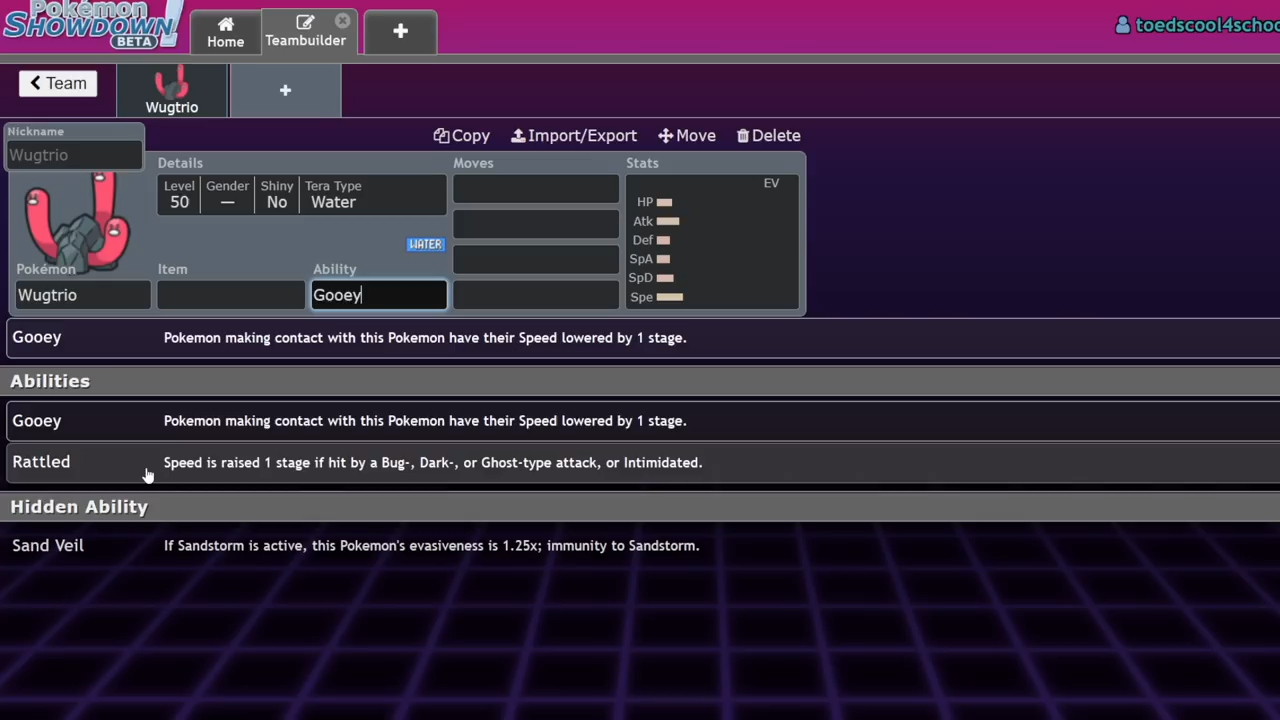 Pokémon
SHOWDOWN!
BETA
Home
Teambuilder
+
toedscool4schoo
Team
Wugtrio
+
Nickname
Wugtrio
Copy
Import/Export
Move
Delete
Details
Moves
Stats
Level
Gender
Shiny
Tera Type
50
—
No
Water
EV
HP
Atk
Def
SpA
SpD
Spe
WATER
Pokémon
Item
Ability
Wugtrio
Gooey
Gooey Pokemon making contact with this Pokemon have their Speed lowered by 1 stage.
Abilities
Gooey Pokemon making contact with this Pokemon have their Speed lowered by 1 stage.
Rattled Speed is raised 1 stage if hit by a Bug-, Dark-, or Ghost-type attack, or Intimidated.
Hidden Ability
Sand Veil If Sandstorm is active, this Pokemon's evasiveness is 1.25x; immunity to Sandstorm.